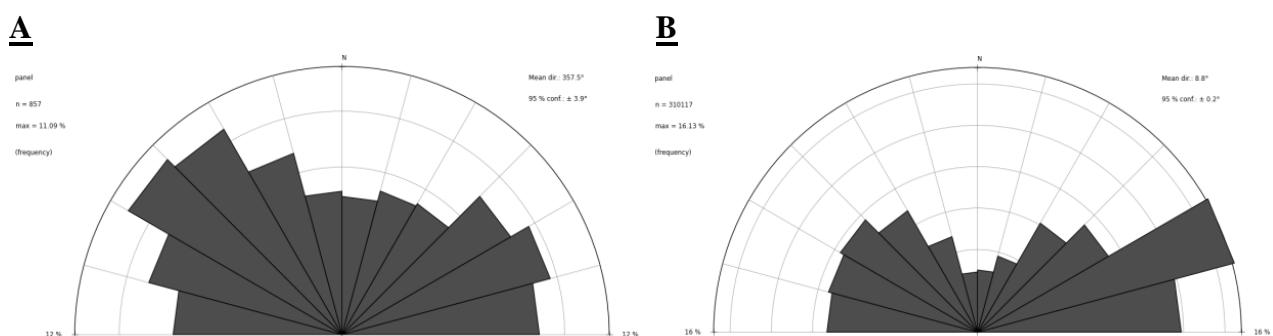 A
N
panel
Mean dir.: 357.5°
n = 857
95 % conf.: ± 3.9°
max = 11.09 %
(frequency)
12 %
12 %
B
N
panel
Mean dir.: 8.8°
n = 310117
95 % conf.: ± 0.2°
max = 16.13 %
(frequency)
16 %
16 %